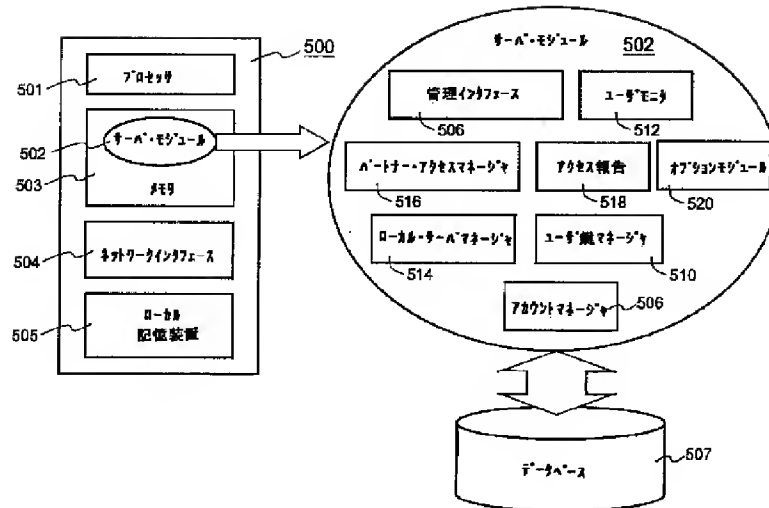 500
501
プロセッサ
502
サーバ・モジュール
503
メモリ
504
ネットワークインタフェース
505
ローカル
記憶装置
サーバ・モジュール 502
管理インタフェース
506
ユーザモニタ
512
パートナー・アクセスマネージャ
516
アクセス報告
518
オプションモジュール
520
ローカル・サーバマネージャ
514
ユーザ鍵マネージャ
510
アカウントマネージャ
506
データベース
507